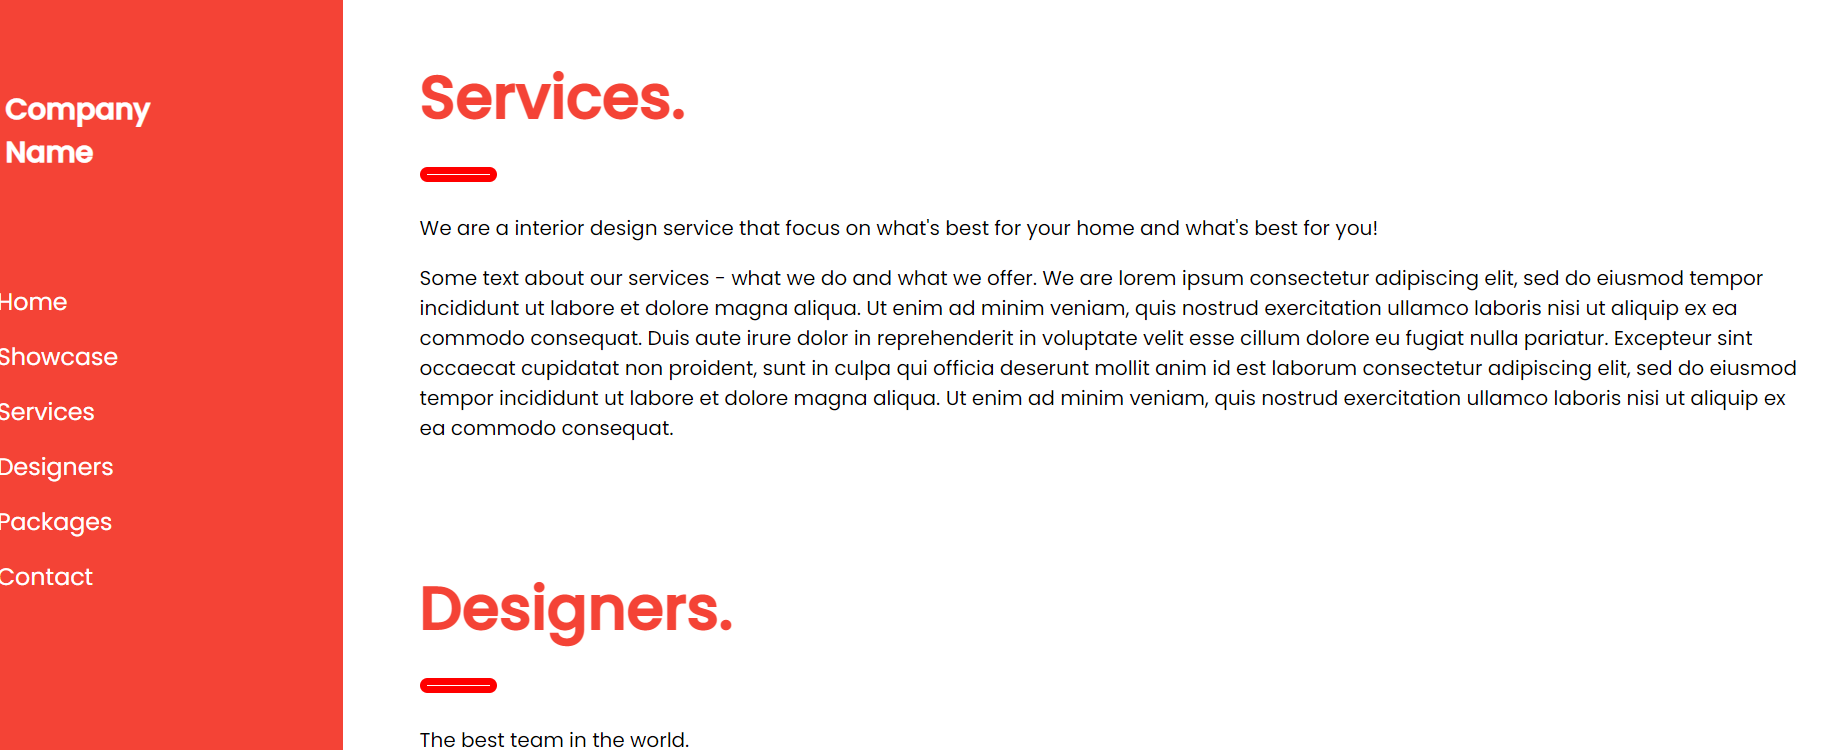 Company
Name
Home
Showcase
Services
Designers
Packages
Contact
Services.
We are a interior design service that focus on what's best for your home and what's best for you!
Some text about our services - what we do and what we offer. We are lorem ipsum consectetur adipiscing elit, sed do eiusmod tempor
incididunt ut labore et dolore magna aliqua. Ut enim ad minim veniam, quis nostrud exercitation ullamco laboris nisi ut aliquip ex ea
commodo consequat. Duis aute irure dolor in reprehenderit in voluptate velit esse cillum dolore eu fugiat nulla pariatur. Excepteur sint
occaecat cupidatat non proident, sunt in culpa qui officia deserunt mollit anim id est laborum consectetur adipiscing elit, sed do eiusmod
tempor incididunt ut labore et dolore magna aliqua. Ut enim ad minim veniam, quis nostrud exercitation ullamco laboris nisi ut aliquip ex
ea commodo consequat.
Designers.
The best team in the world.